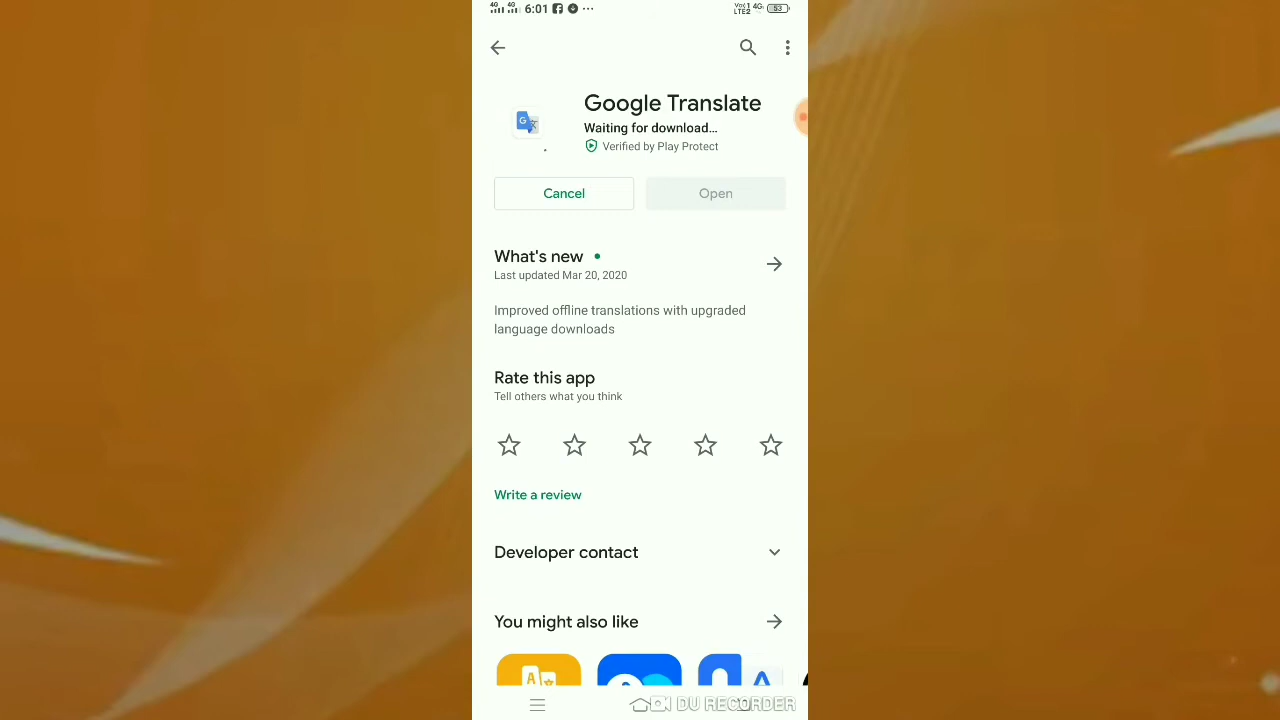 6:01
53
Google Translate
Waiting for download...
Verified by Play Protect
Cancel
Open
What's new
Last updated Mar 20, 2020
Improved offline translations with upgraded
language downloads
Rate this app
Tell others what you think
Write a review
Developer contact
You might also like
DU RECORDER